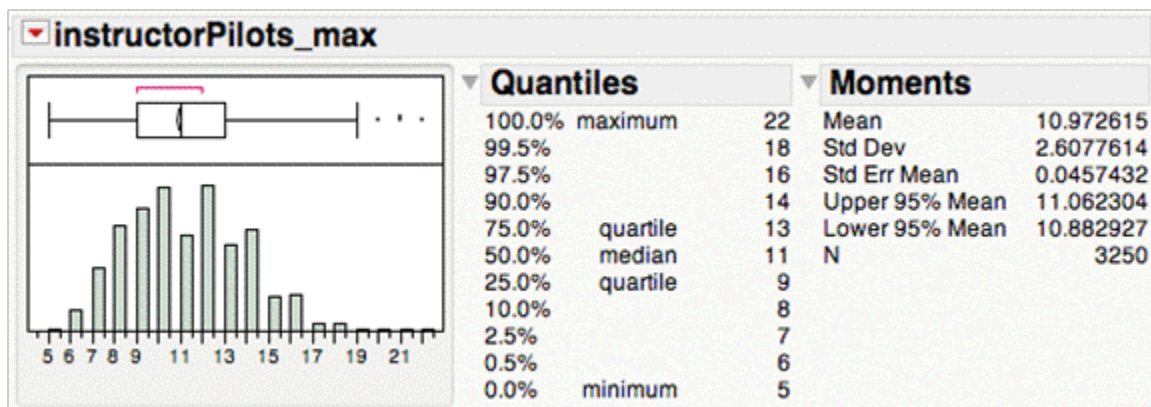 instructorPilots_max
5 6 7 8 9 11 13 15 17 19 21
Quantiles
100.0% maximum 22
99.5% 18
97.5% 16
90.0% 14
75.0% quartile 13
50.0% median 11
25.0% quartile 9
10.0% 8
2.5% 7
0.5% 6
0.0% minimum 5
Moments
Mean 10.972615
Std Dev 2.6077614
Std Err Mean 0.0457432
Upper 95% Mean 11.062304
Lower 95% Mean 10.882927
N 3250